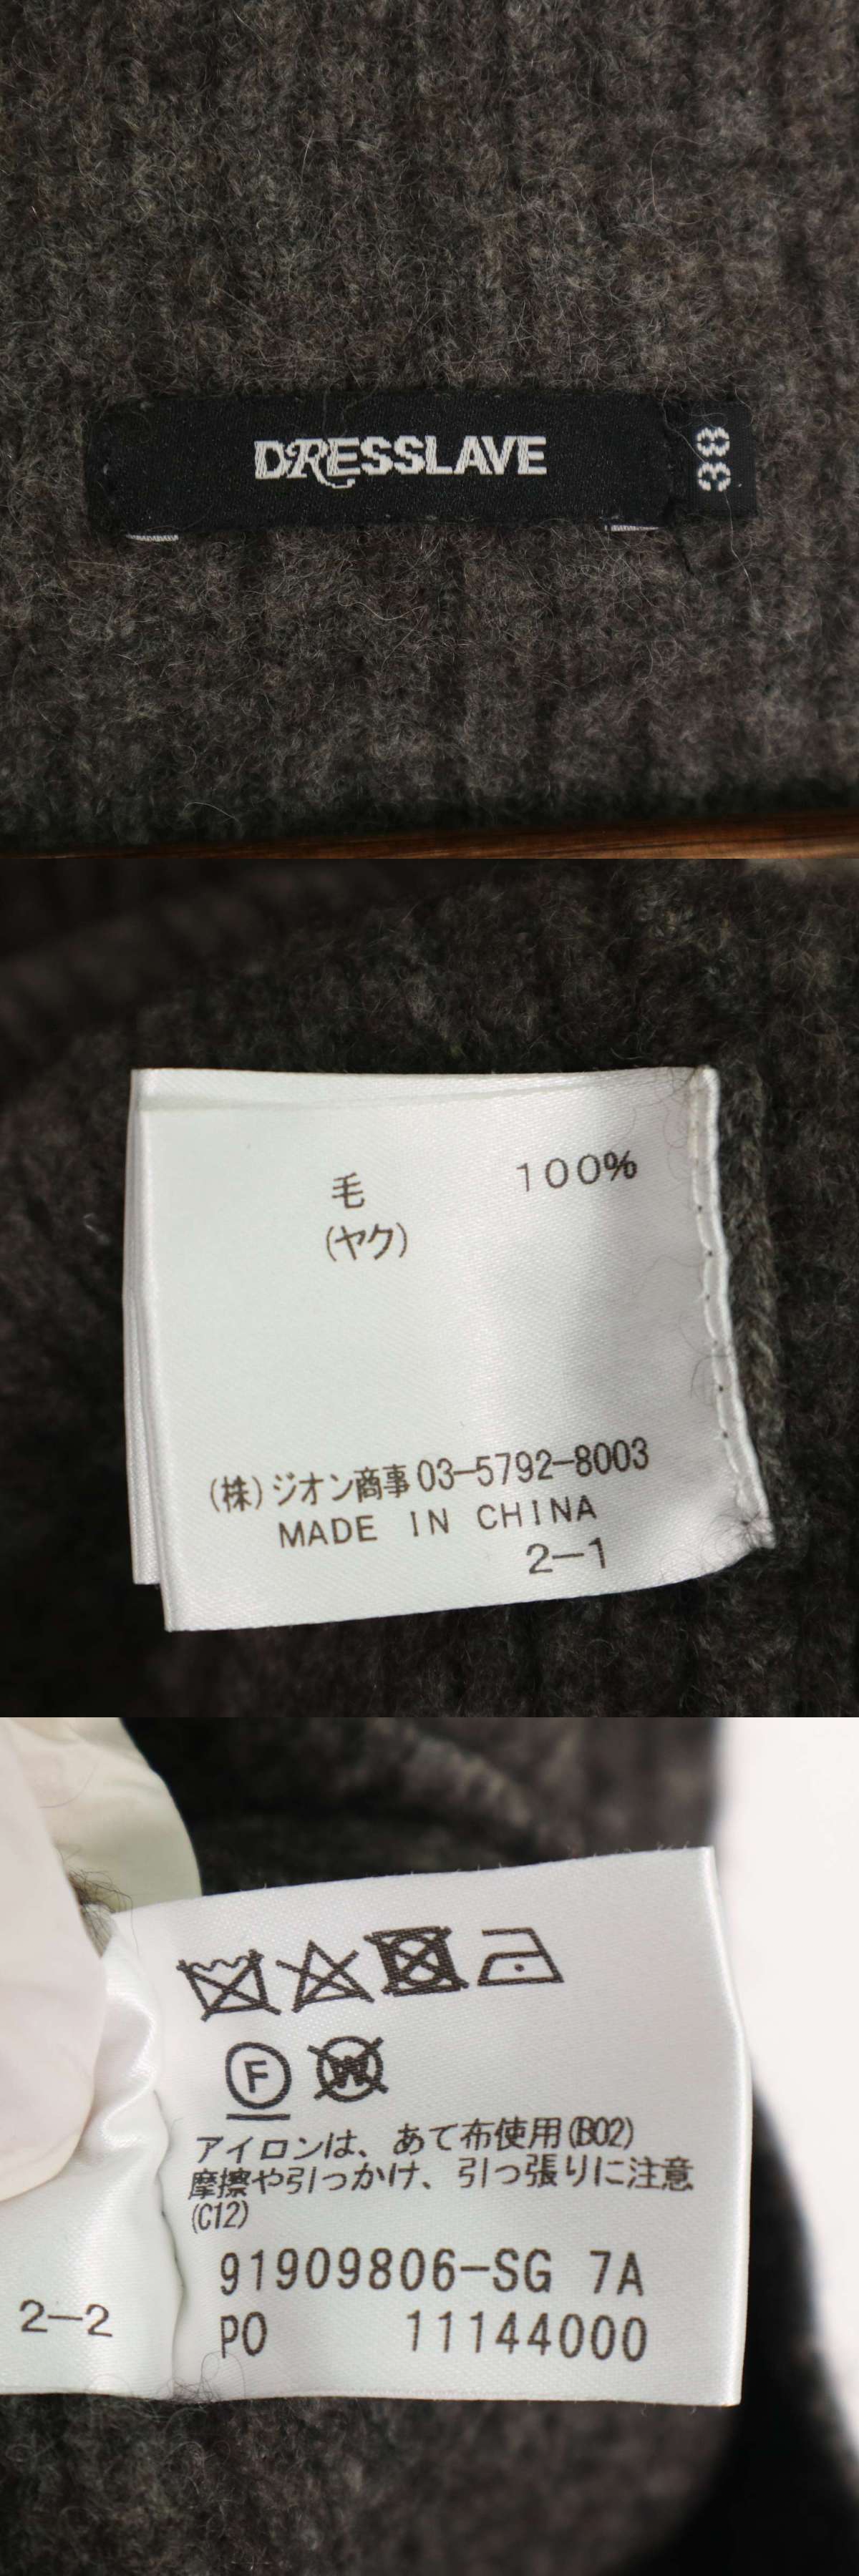 DRESSLAVE
38
毛 100%
(ヤク)
(株)ジオン商事03-5792-8003
MADE IN CHINA
2-1
F
W
アイロンは、あて布使用(B02)
摩擦や引っかけ、引っ張りに注意
(C12)
91909806-SG 7A
PO 11144000
2-2